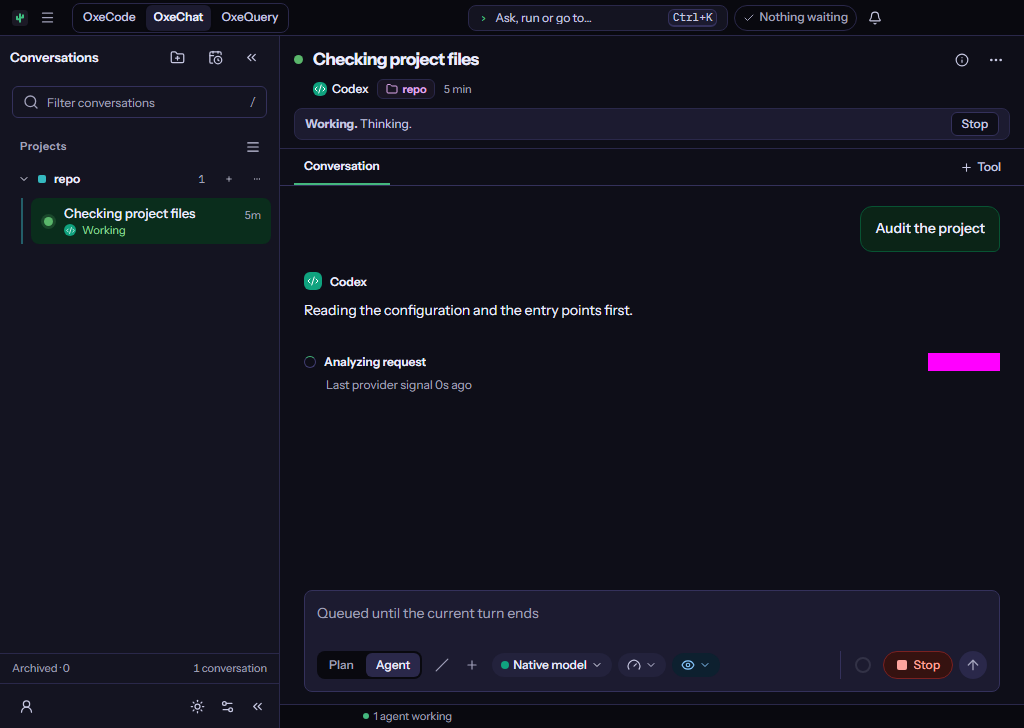 OxeCode OxeChat OxeQuery
Ask, run or go to... Ctrl+K
Nothing waiting
Conversations
Filter conversations /
Projects
repo 1
Checking project files 5m
Working
Archived · 0 1 conversation
Checking project files
Codex repo 5 min
Working. Thinking. Stop
Conversation Tool
Audit the project
Codex
Reading the configuration and the entry points first.
Analyzing request
Last provider signal 0s ago
Queued until the current turn ends
Plan Agent Native model Stop
1 agent working